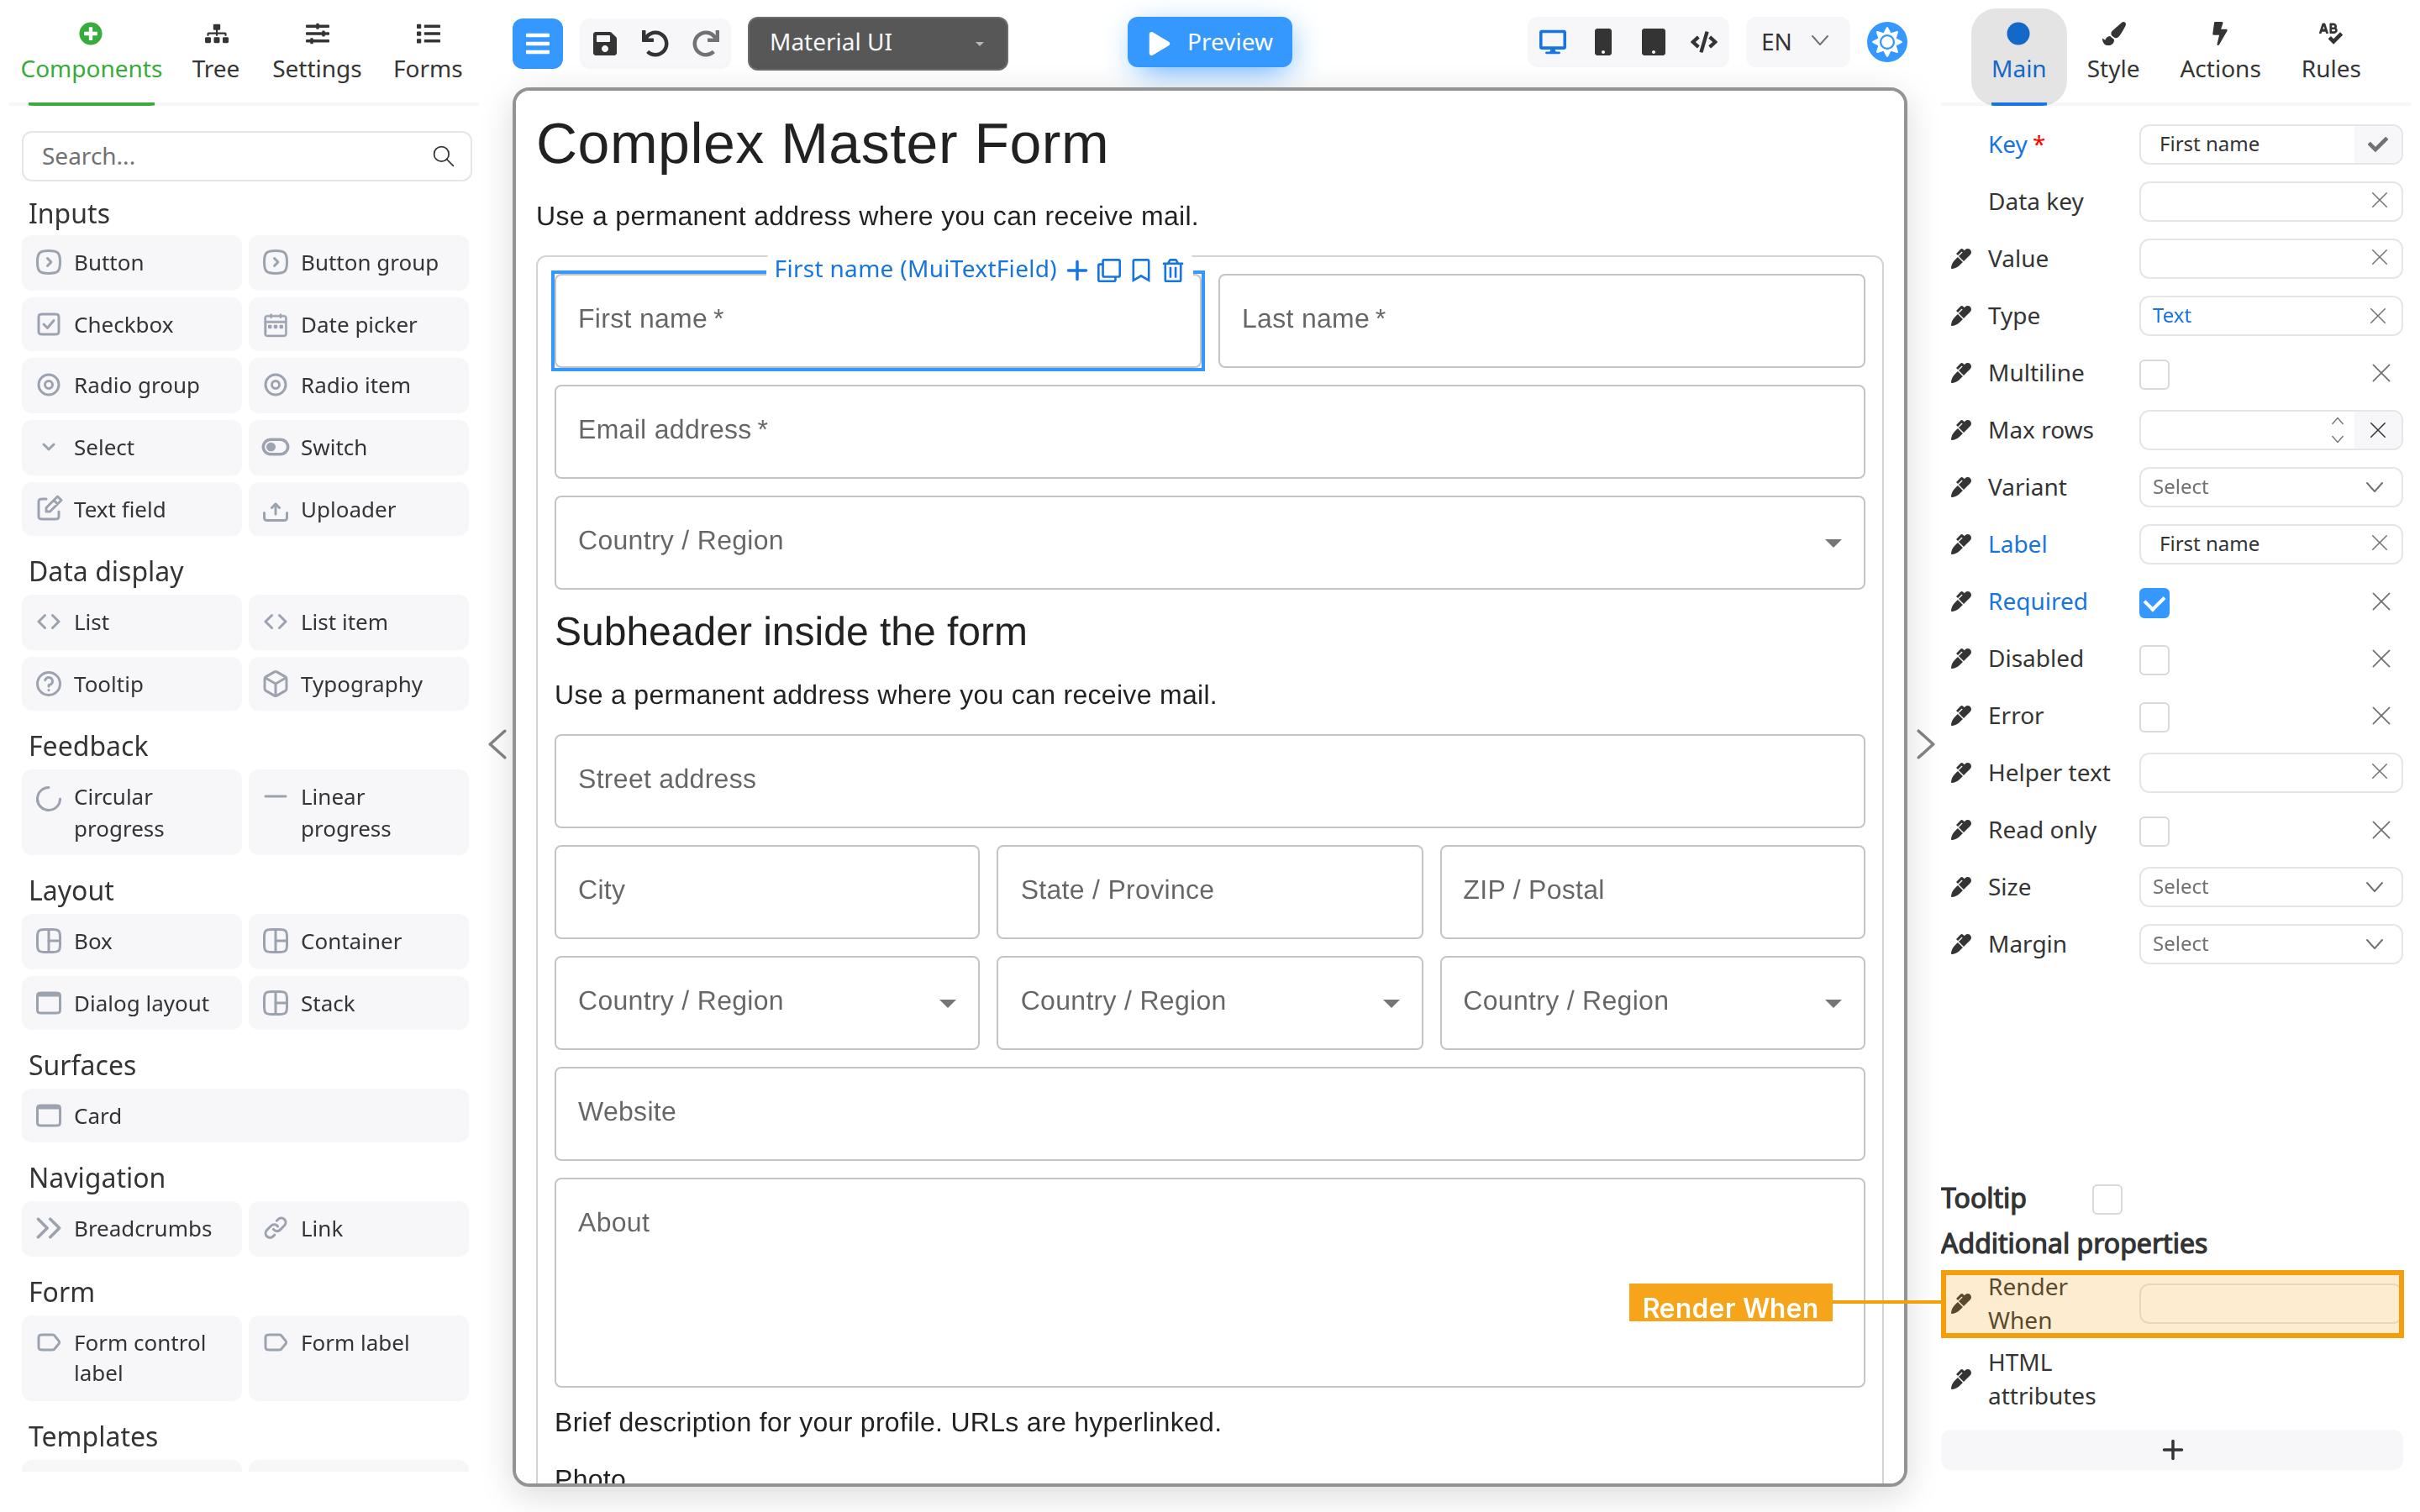 Components
Tree
Settings
Forms
Material UI
Preview
EN
Main
Style
Actions
AB
Rules
Search...
Inputs
Button
Button group
Checkbox
Date picker
Radio group
Radio item
Select
Switch
Text field
Uploader
Data display
List
List item
Tooltip
Typography
Feedback
Circular
progress
Linear
progress
Layout
Box
Container
Dialog layout
Stack
Surfaces
Card
Navigation
Breadcrumbs
Link
Form
Form control
label
Form label
Templates
Complex Master Form
Use a permanent address where you can receive mail.
First name (MuiTextField)
First name *
Last name *
Email address *
Country / Region
Subheader inside the form
Use a permanent address where you can receive mail.
Street address
City
State / Province
ZIP / Postal
Country / Region
Country / Region
Country / Region
Website
About
Render When
Brief description for your profile. URLs are hyperlinked.
Photo
Key *
First name
Data key
Value
Type
Text
Multiline
Max rows
Variant
Select
Label
First name
Required
Disabled
Error
Helper text
Read only
Size
Select
Margin
Select
Tooltip
Additional properties
Render
When
HTML
attributes